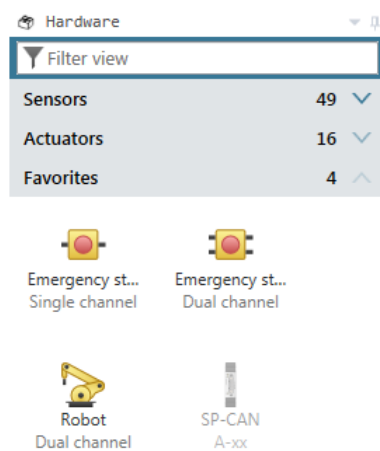 Hardware
Filter view
Sensors 49
Actuators 16
Favorites 4
Emergency st... Emergency st...
Single channel Dual channel
Robot SP-CAN
Dual channel A-xx